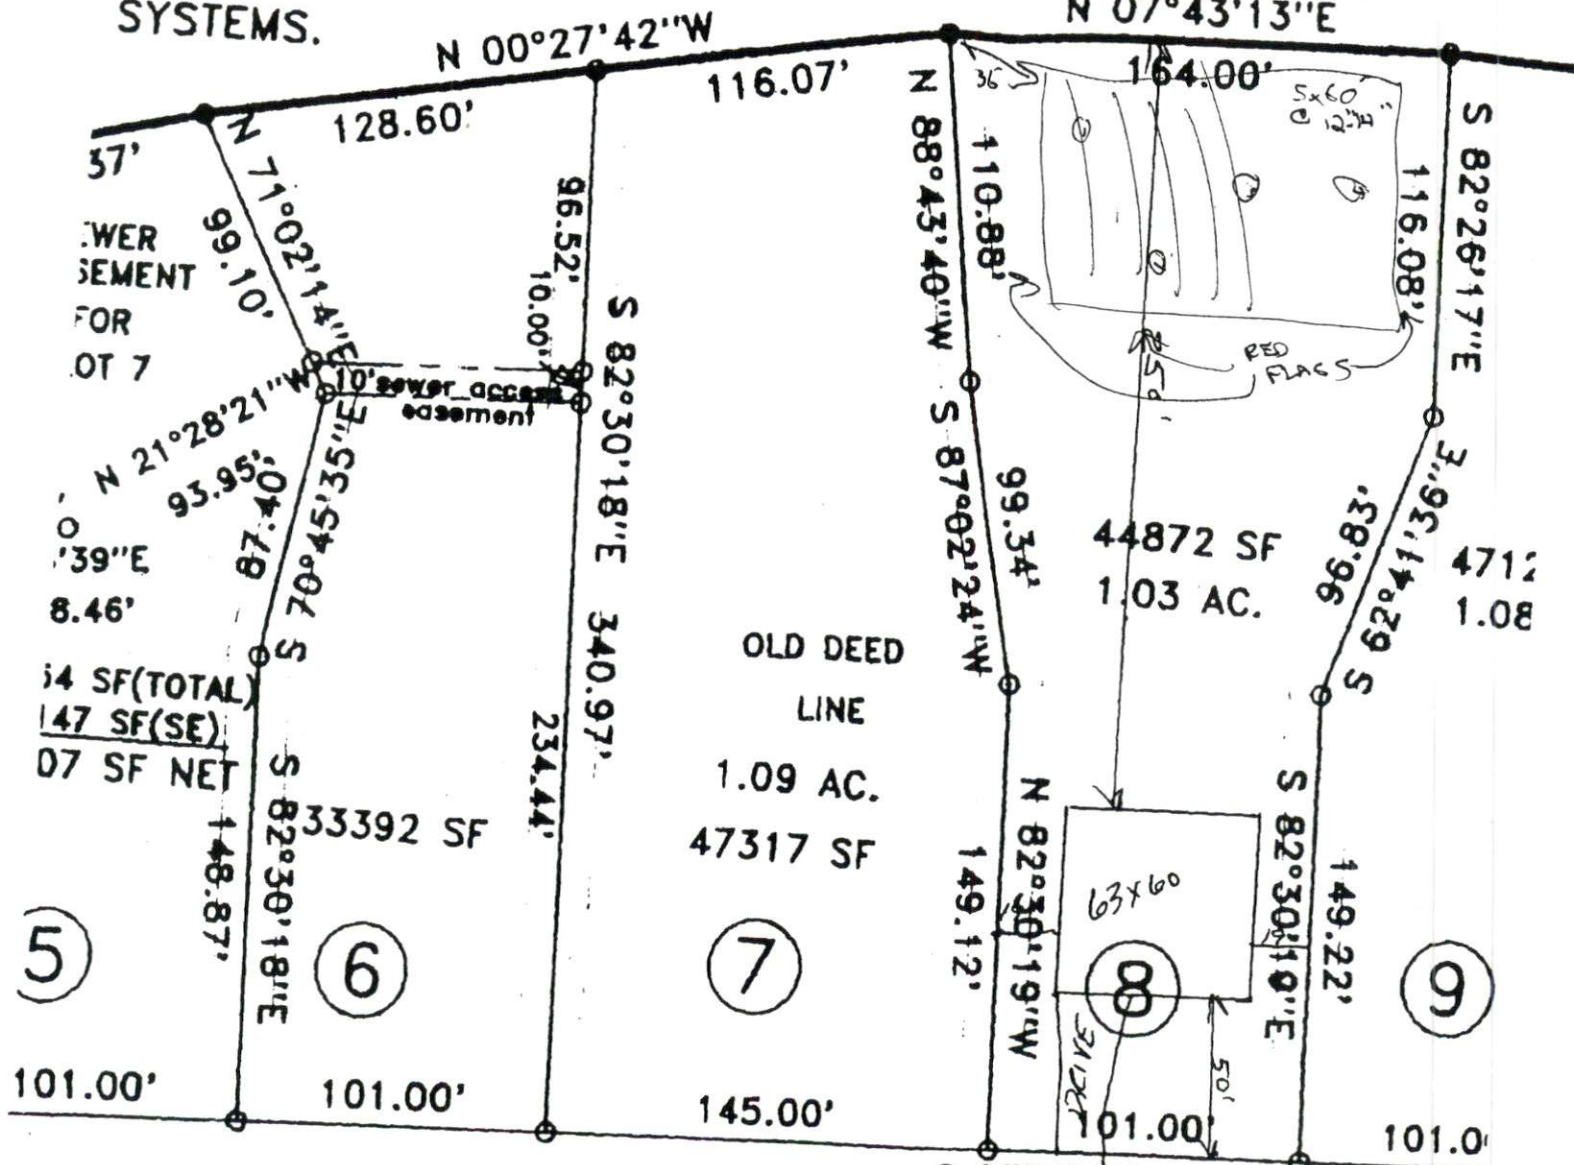 SYSTEMS.
N 00°27'42"W
N 07°43'13"E
128.60'
116.07'
164.00'
37'
36
5x60
@ 12-14"
N 71°02'14"E
99.10'
96.52'
10.00'
N 88°43'40"W
110.88'
S 82°26'17"E
116.08'
RED
FLAGS
FOR
10' sewer access
easement
N 21°28'21"W
93.95'
87.40'
S 70°45'35"E
S 82°30'18"E
340.97'
234.44'
S 87°02'24"W
99.34'
44872 SF
1.03 AC.
S 62°41'36"E
96.83'
1.08
'39"E
8.46'
54 SF(TOTAL)
147 SF(SE)
07 SF NET
OLD DEED
LINE
1.09 AC.
47317 SF
33392 SF
148.87'
S 82°30'18"E
149.12'
N 82°30'19"W
63x60
S 82°30'19"E
149.22'
5
6
7
8
9
DRIVE
50'
101.00'
101.00'
145.00'
101.00'
101.0